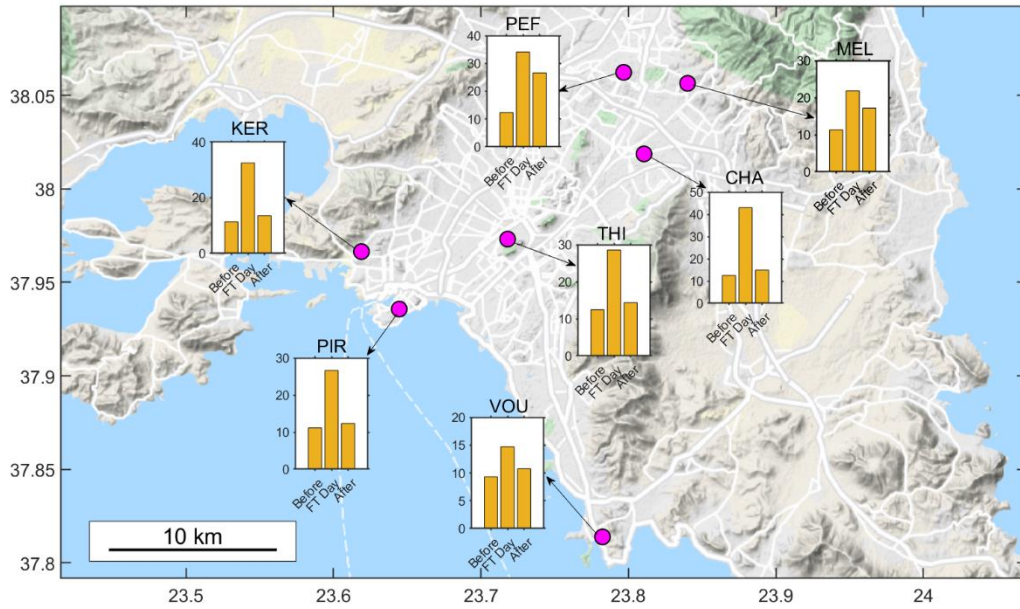 PEF
40
30
20
10
0
Before
FT Day
After
MEL
30
20
10
0
Before
FT Day
After
KER
40
20
0
Before
FT Day
After
CHA
50
40
30
20
10
0
Before
FT Day
After
THI
30
20
10
0
Before
FT Day
After
PIR
30
20
10
0
Before
FT Day
After
VOU
20
15
10
5
0
Before
FT Day
After
10 km
38.05
38
37.95
37.9
37.85
37.8
23.5
23.6
23.7
23.8
23.9
24